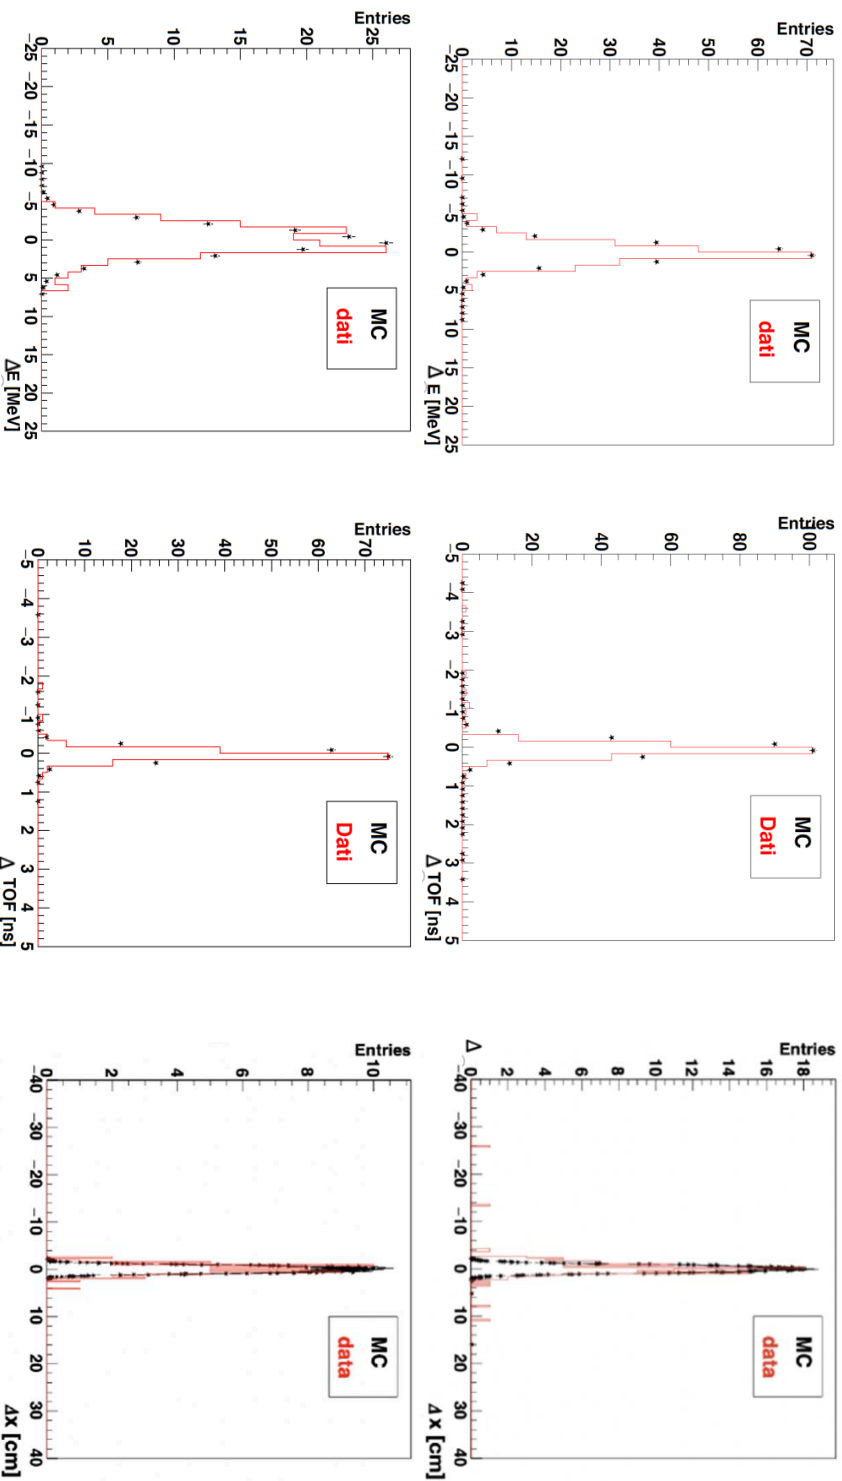 Entries
70
60
50
40
30
20
10
0
MC
dati
−25 −20 −15 −10 −5 0 5 10 15 20 25
Δ E [MeV]
Entries
00
80
60
40
20
0
MC
Dati
−5 −4 −3 −2 −1 0 1 2 3 4 5
Δ TOF [ns]
Entries
18
16
14
12
10
8
6
4
2
0
Δ
MC
data
−40 −30 −20 −10 0 10 20 30 40
Δ x [cm]
Entries
25
20
15
10
5
0
MC
dati
−25 −20 −15 −10 −5 0 5 10 15 20 25
ΔE [MeV]
Entries
70
60
50
40
30
20
10
0
MC
Dati
−5 −4 −3 −2 −1 0 1 2 3 4 5
Δ TOF [ns]
Entries
10
8
6
4
2
0
MC
data
−40 −30 −20 −10 0 10 20 30 40
Δx [cm]